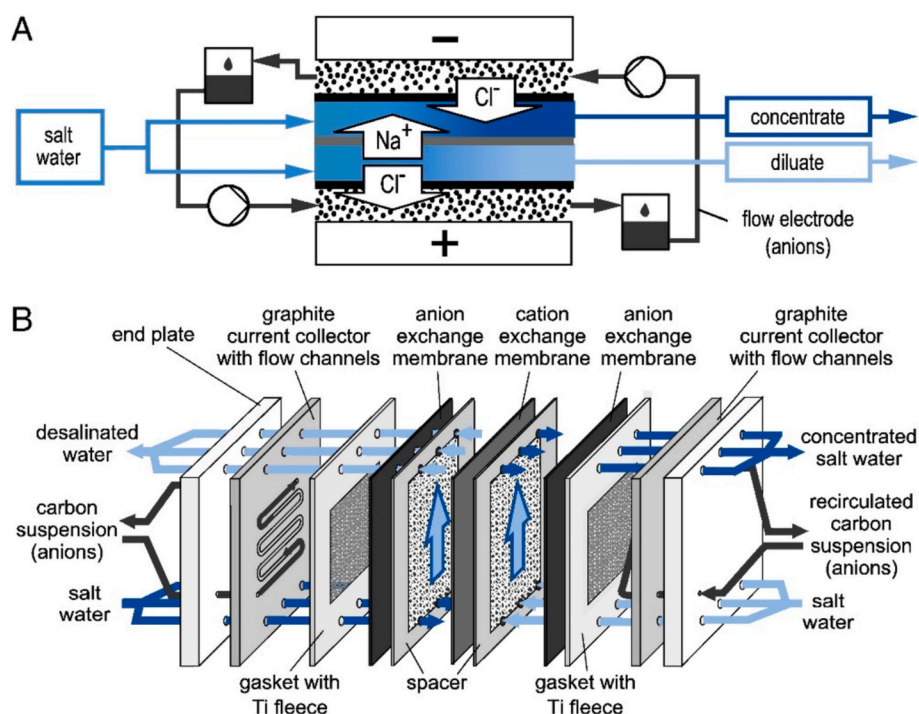 A
−
Cl−
salt
water
Na+
Cl−
+
concentrate
diluate
flow electrode
(anions)
B
end plate
graphite
current collector
with flow channels
anion
exchange
membrane
cation
exchange
membrane
anion
exchange
membrane
graphite
current collector
with flow channels
desalinated
water
carbon
suspension
(anions)
salt
water
concentrated
salt water
recirculated
carbon
suspension
(anions)
salt
water
gasket with
Ti fleece
spacer
gasket with
Ti fleece